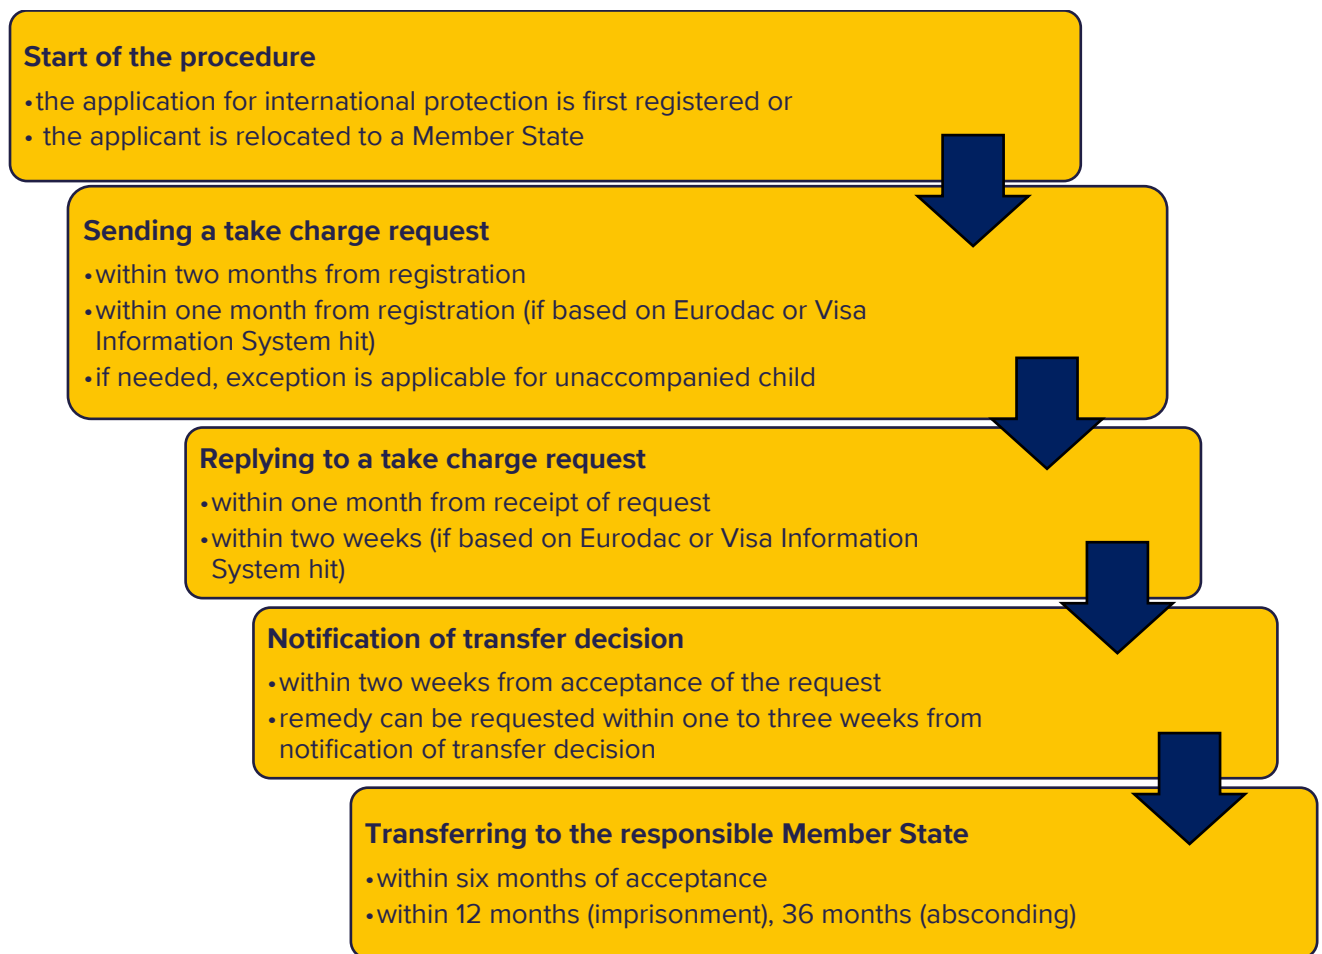 Start of the procedure
•the application for international protection is first registered or
• the applicant is relocated to a Member State
Sending a take charge request
•within two months from registration
•within one month from registration (if based on Eurodac or Visa
Information System hit)
•if needed, exception is applicable for unaccompanied child
Replying to a take charge request
•within one month from receipt of request
•within two weeks (if based on Eurodac or Visa Information
System hit)
Notification of transfer decision
•within two weeks from acceptance of the request
•remedy can be requested within one to three weeks from
notification of transfer decision
Transferring to the responsible Member State
•within six months of acceptance
•within 12 months (imprisonment), 36 months (absconding)